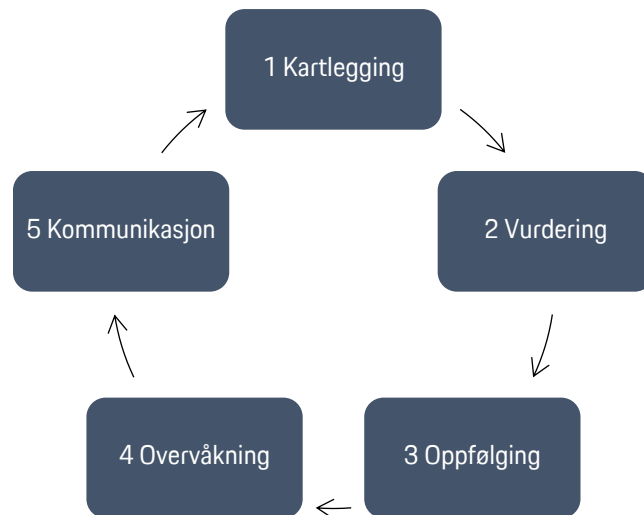 1 Kartlegging
2 Vurdering
3 Oppfølging
4 Overvåkning
5 Kommunikasjon